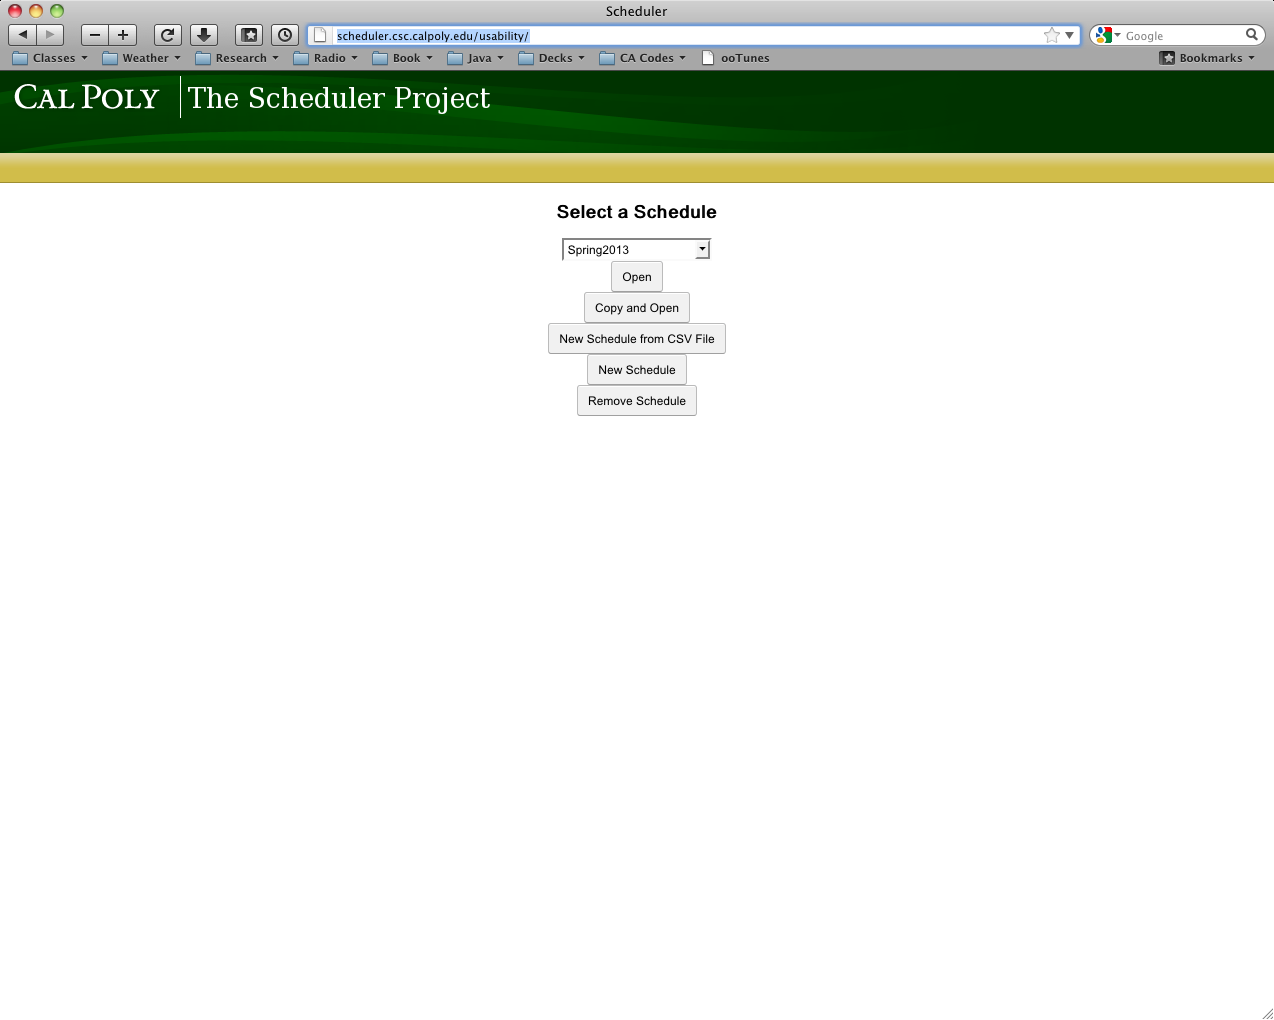 Scheduler
scheduler.csc.calpoly.edu/usability/
Google
Classes Weather Research Radio Book Java Decks CA Codes ooTunes Bookmarks
CAL POLY The Scheduler Project
Select a Schedule
Spring2013
Open
Copy and Open
New Schedule from CSV File
New Schedule
Remove Schedule